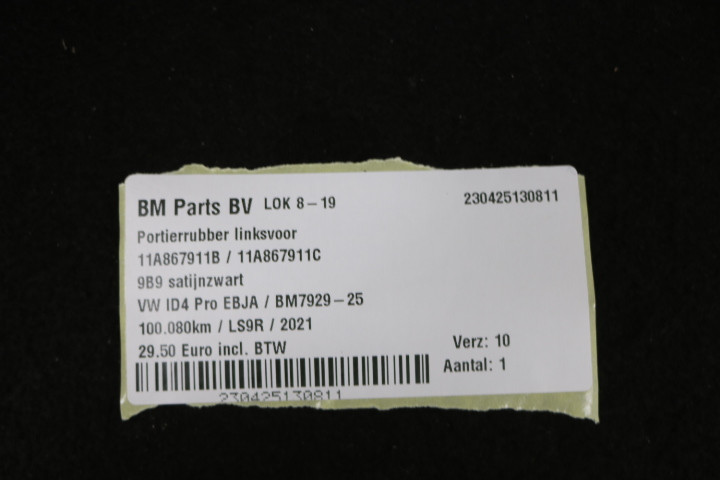 BM Parts BV LOK 8-19 230425130811
Portierrubber linksvoor
11A867911B / 11A867911C
9B9 satijnzwart
VW ID4 Pro EBJA / BM7929-25
100.080km / LS9R / 2021
29.50 Euro incl. BTW Verz: 10
Aantal: 1
230425130811